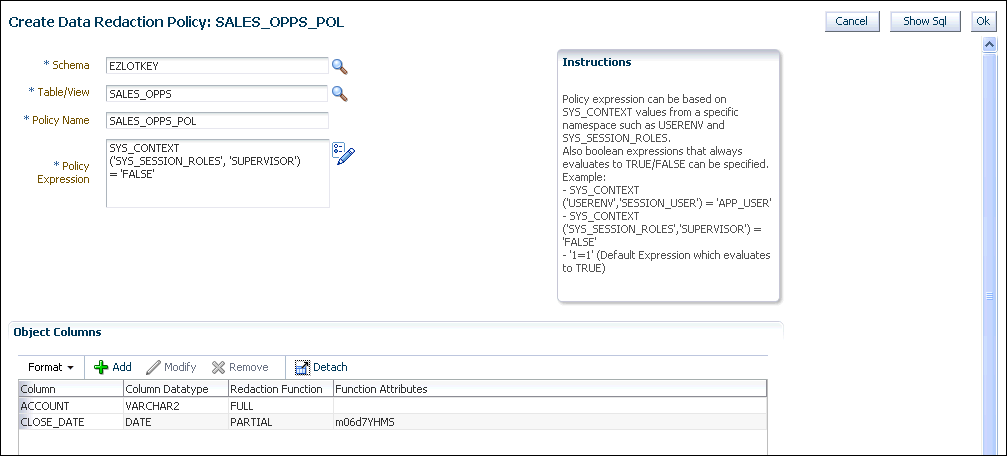 Create Data Redaction Policy: SALES_OPPS_POL
Cancel
Show Sql
Ok
* Schema
EZLOTKEY
* Table/View
SALES_OPPS
* Policy Name
SALES_OPPS_POL
* Policy
Expression
SYS_CONTEXT
('SYS_SESSION_ROLES', 'SUPERVISOR')
= 'FALSE'
Instructions
Policy expression can be based on
SYS_CONTEXT values from a specific
namespace such as USERENV and
SYS_SESSION_ROLES.
Also boolean expressions that always
evaluates to TRUE/FALSE can be specified.
Example:
- SYS_CONTEXT
('USERENV','SESSION_USER') = 'APP_USER'
- SYS_CONTEXT
('SYS_SESSION_ROLES','SUPERVISOR') =
'FALSE'
- '1=1' (Default Expression which evaluates
to TRUE)
Object Columns
Format Add Modify Remove Detach
Column Column Datatype Redaction Function Function Attributes
ACCOUNT VARCHAR2 FULL
CLOSE_DATE DATE PARTIAL m06d7YHMS